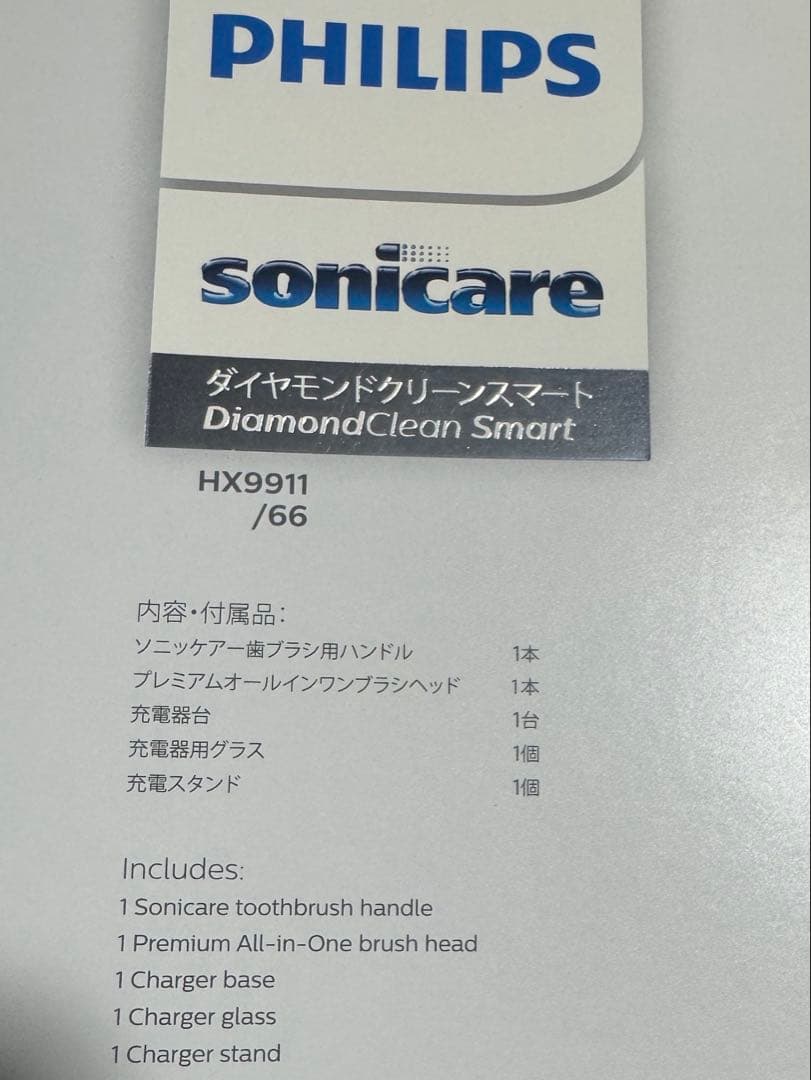 PHILIPS
sonicare
ダイヤモンドクリーンスマート
DiamondClean Smart
HX9911
/66
内容・付属品：
ソニッケアー歯ブラシ用ハンドル 1本
プレミアムオールインワンブラシヘッド 1本
充電器台 1台
充電器用グラス 1個
充電スタンド 1個
Includes:
1 Sonicare toothbrush handle
1 Premium All-in-One brush head
1 Charger base
1 Charger glass
1 Charger stand